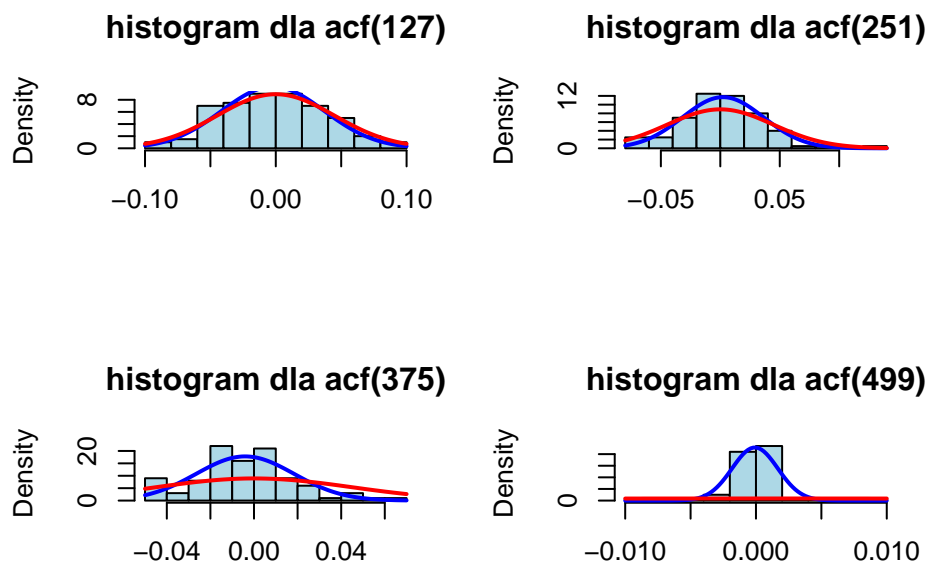 histogram dla acf(127)
Density
0 8
−0.10 0.00 0.10
histogram dla acf(251)
Density
0 12
−0.05 0.05
histogram dla acf(375)
Density
0 20
−0.04 0.00 0.04
histogram dla acf(499)
Density
0
−0.010 0.000 0.010